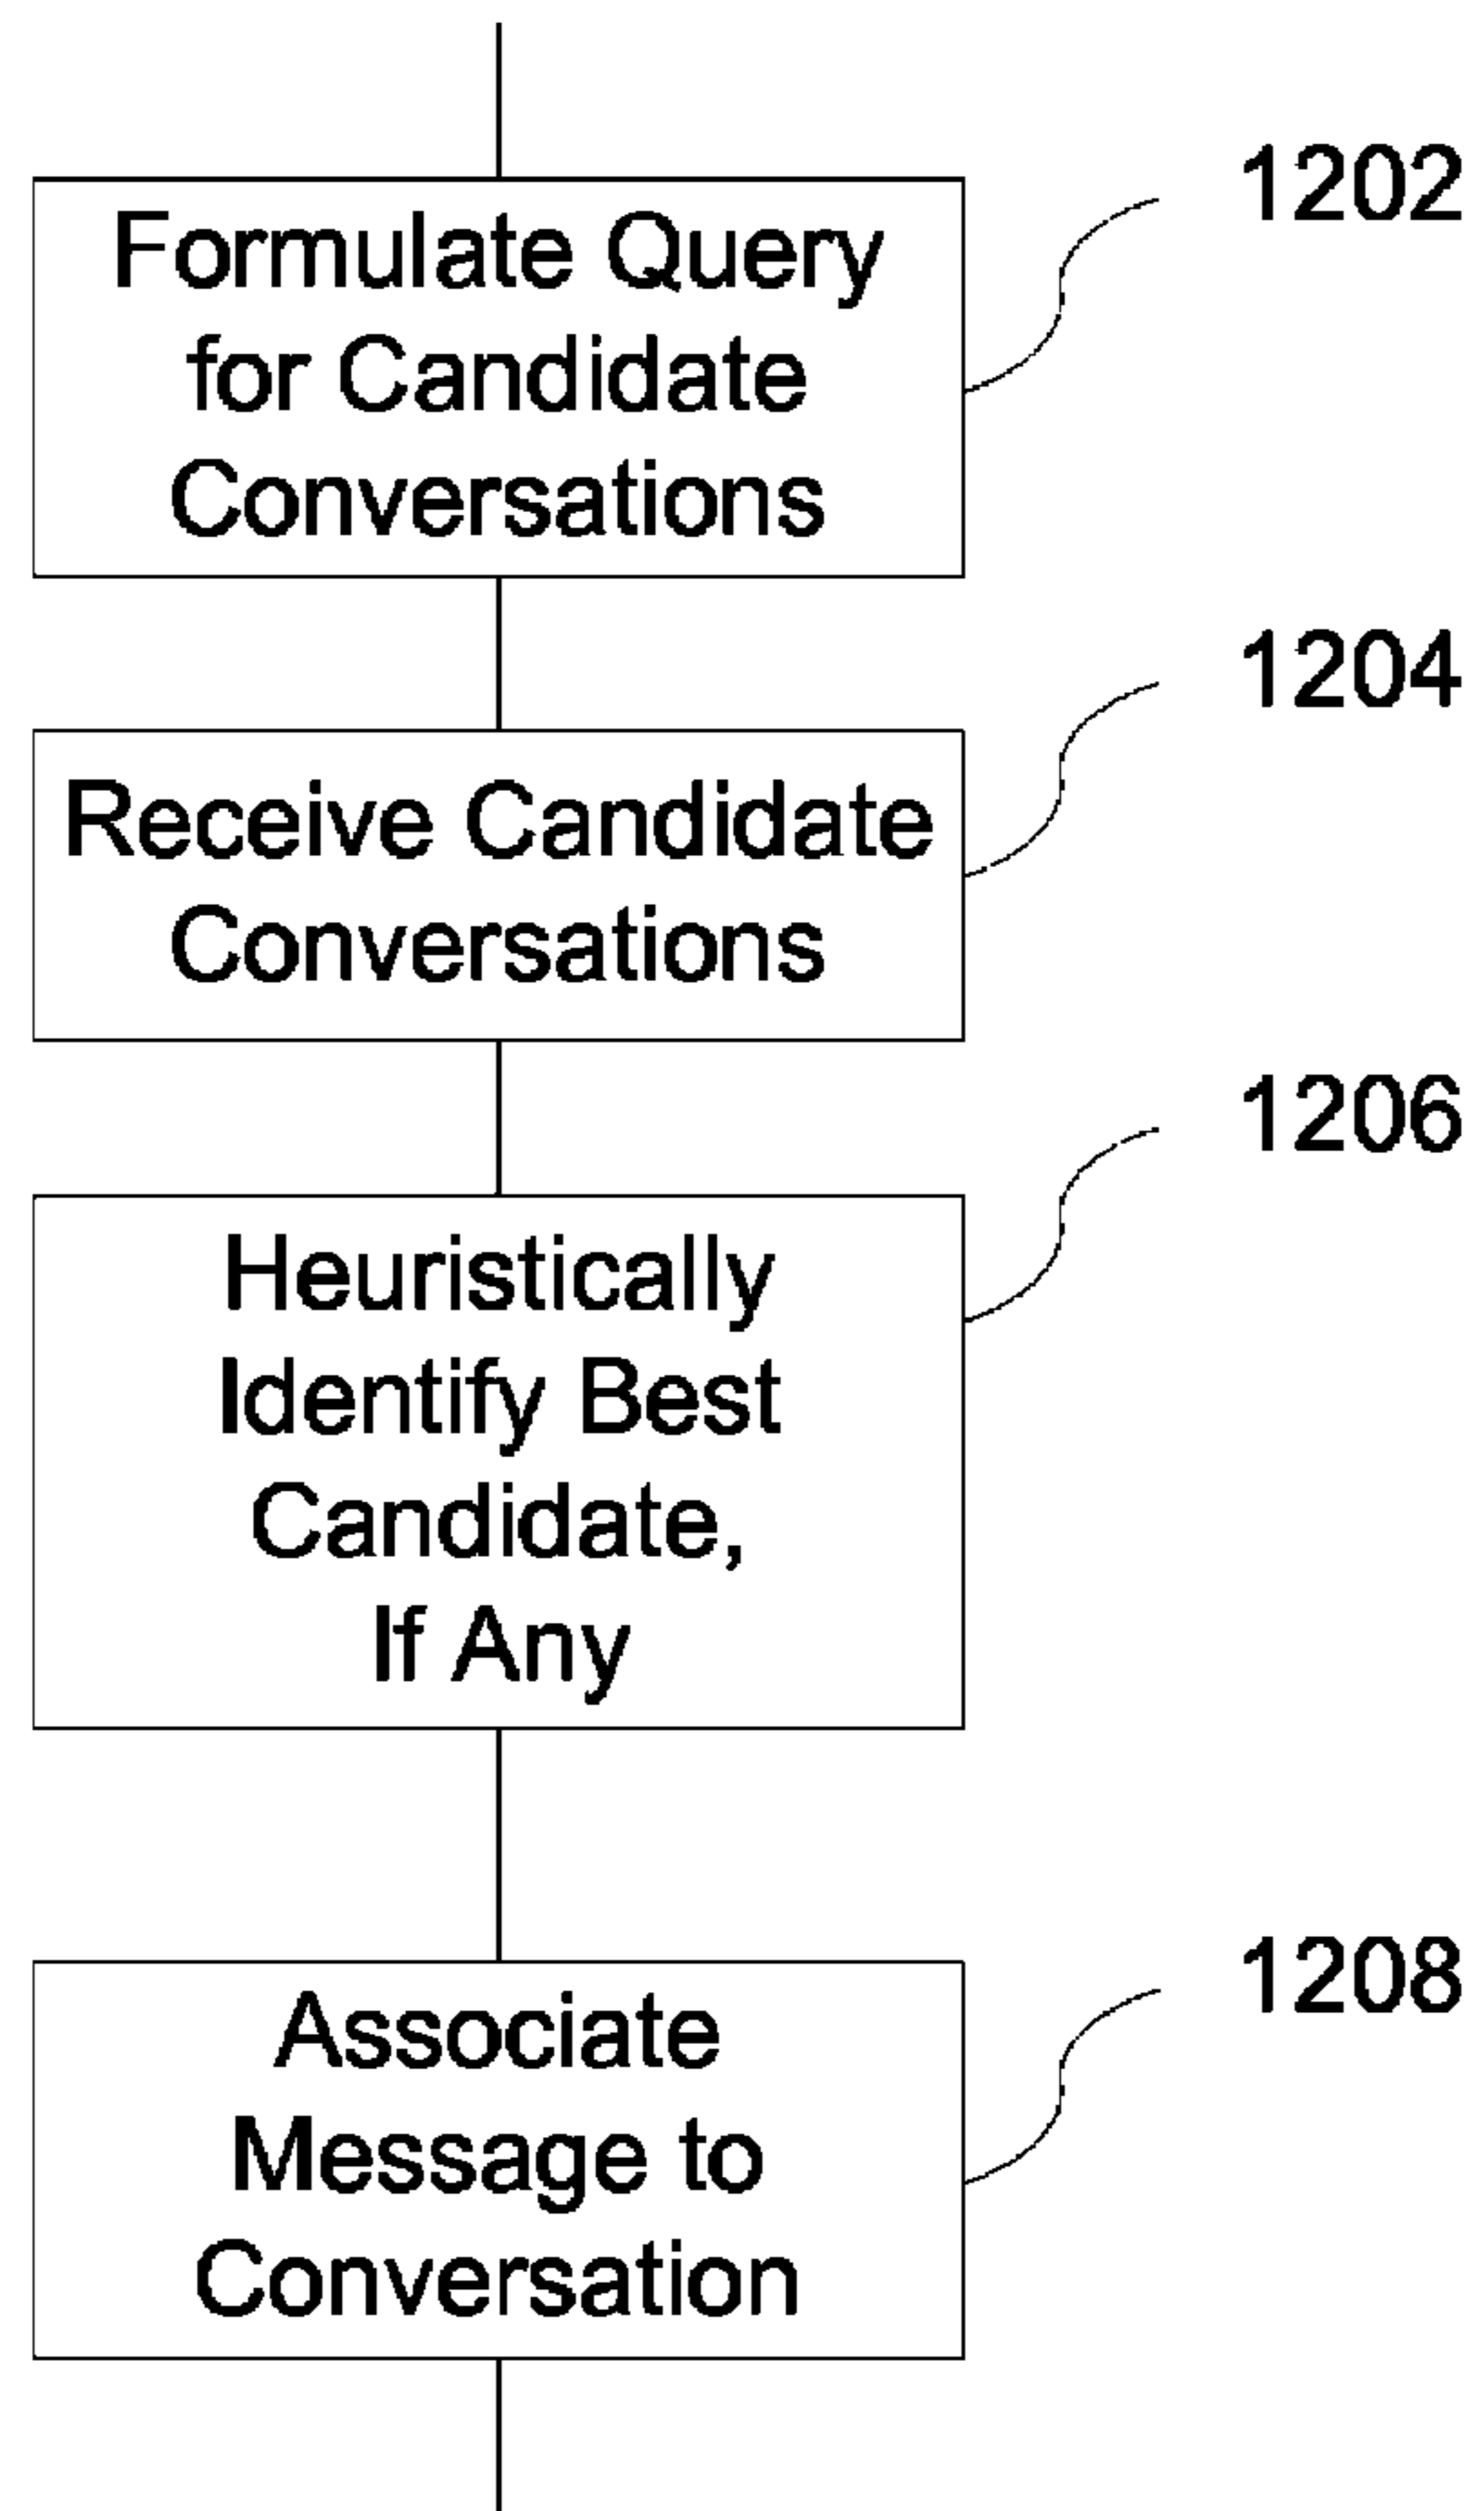 1202
Formulate Query
for Candidate
Conversations
1204
Receive Candidate
Conversations
1206
Heuristically
Identify Best
Candidate,
If Any
1208
Associate
Message to
Conversation